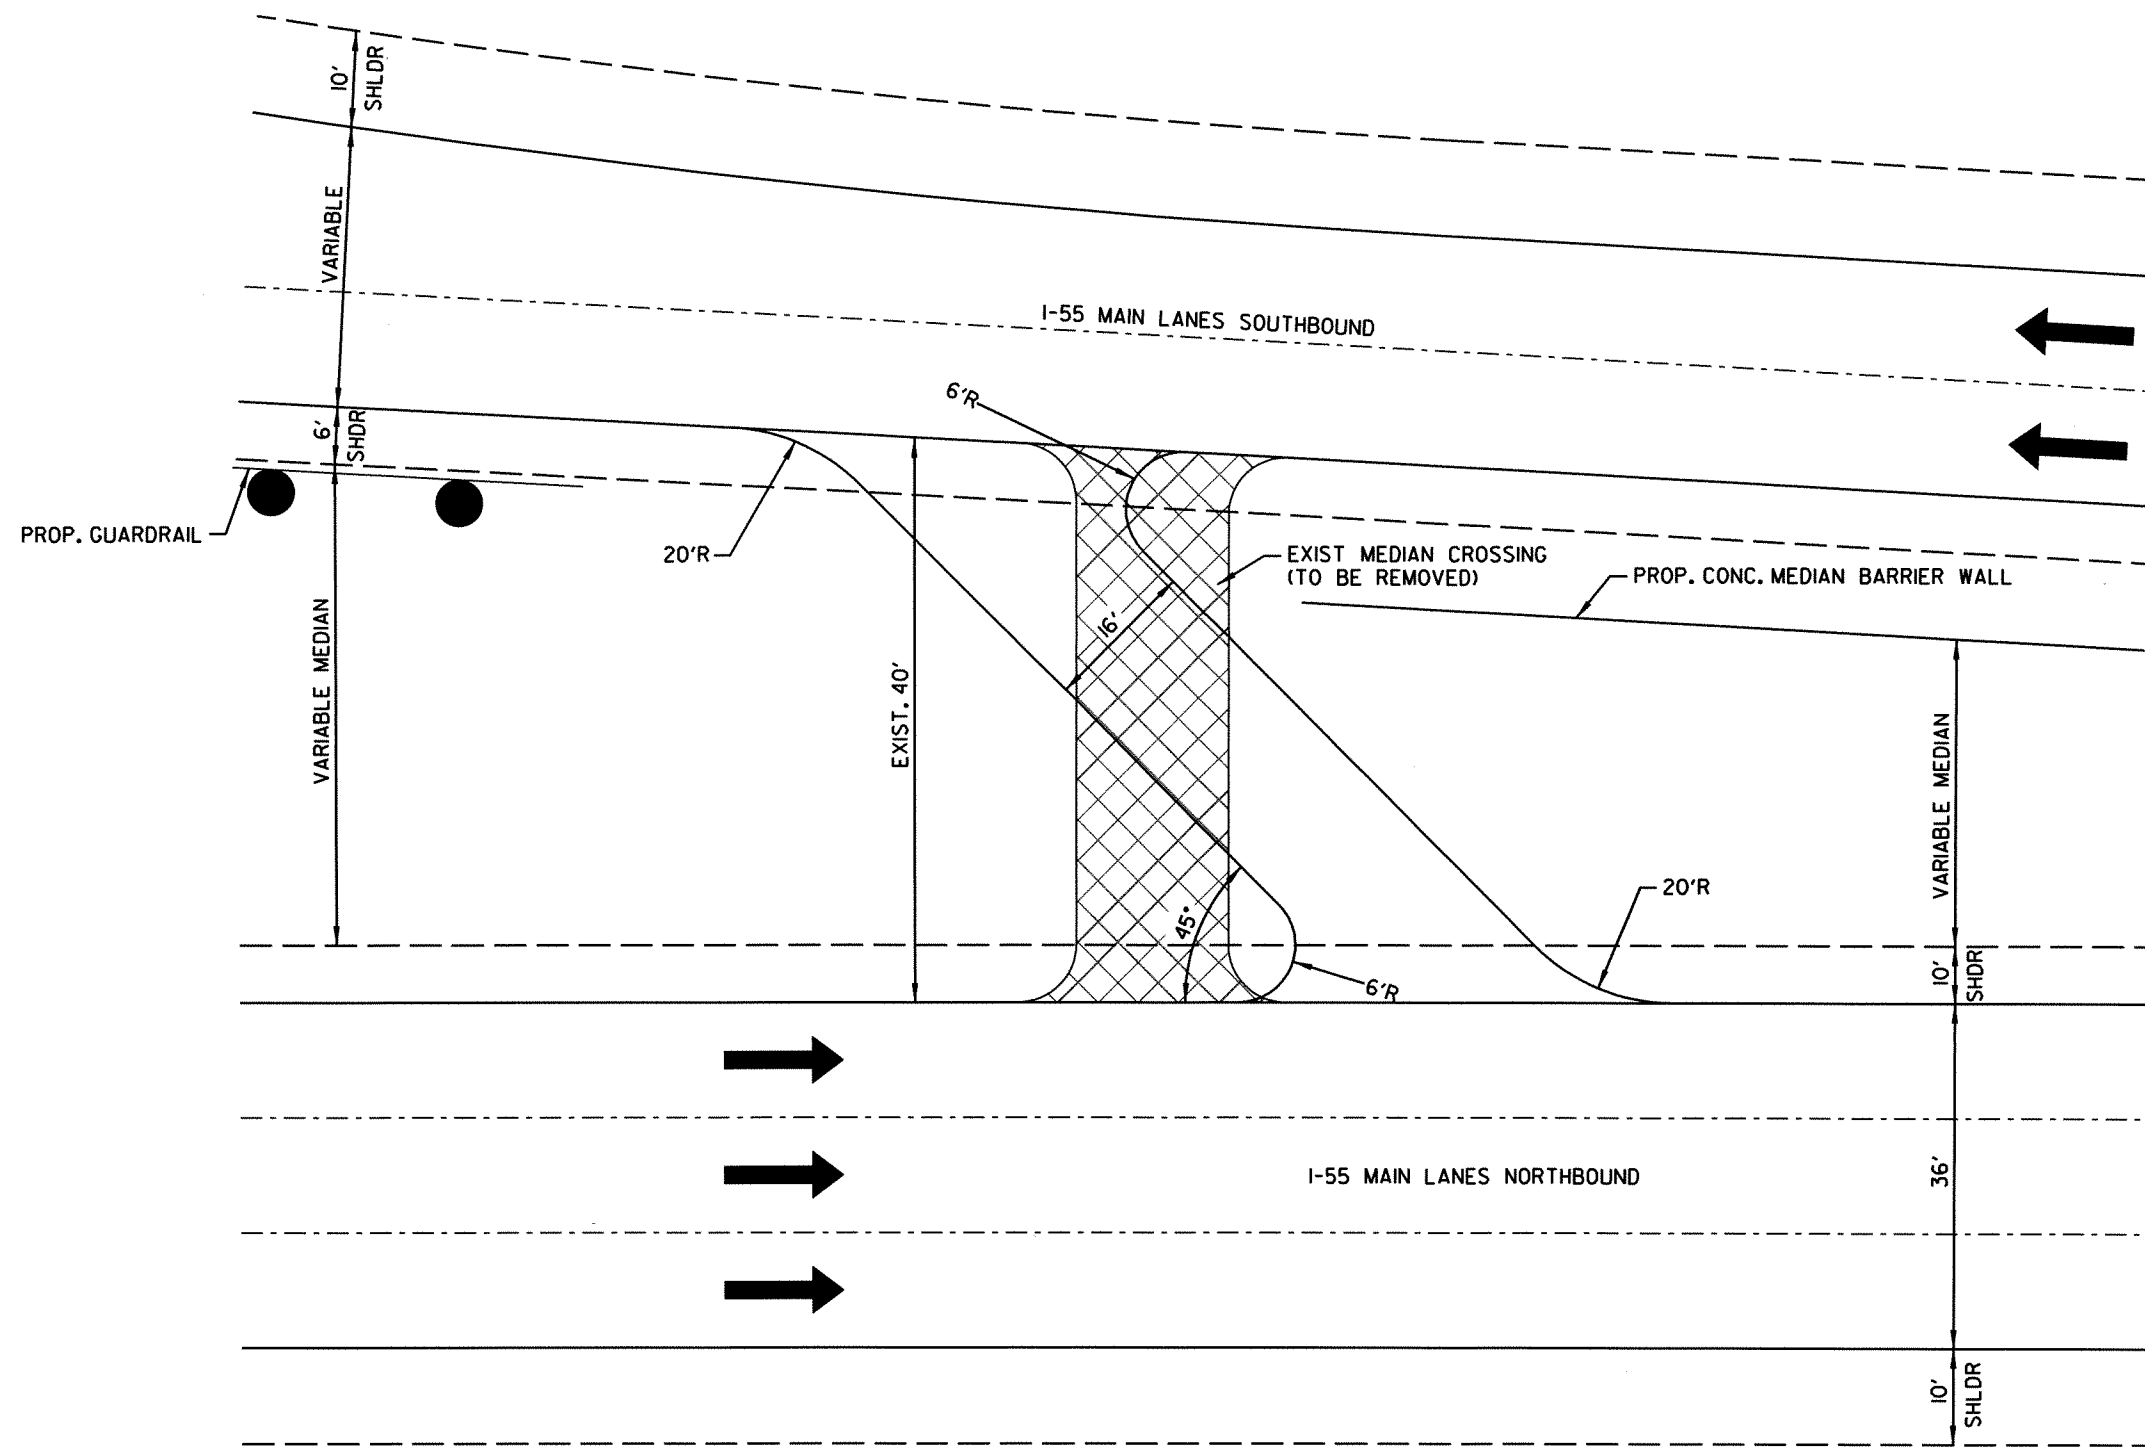 10'
SHLDR
VARIABLE
I-55 MAIN LANES SOUTHBOUND
6'R
6'
SHDR
PROP. GUARDRAIL
20'R
EXIST MEDIAN CROSSING
(TO BE REMOVED)
PROP. CONC. MEDIAN BARRIER WALL
16'
VARIABLE MEDIAN
EXIST. 40'
VARIABLE MEDIAN
20'R
45°
6'R
10'
SHDR
I-55 MAIN LANES NORTHBOUND
36'
10'
SHLDR